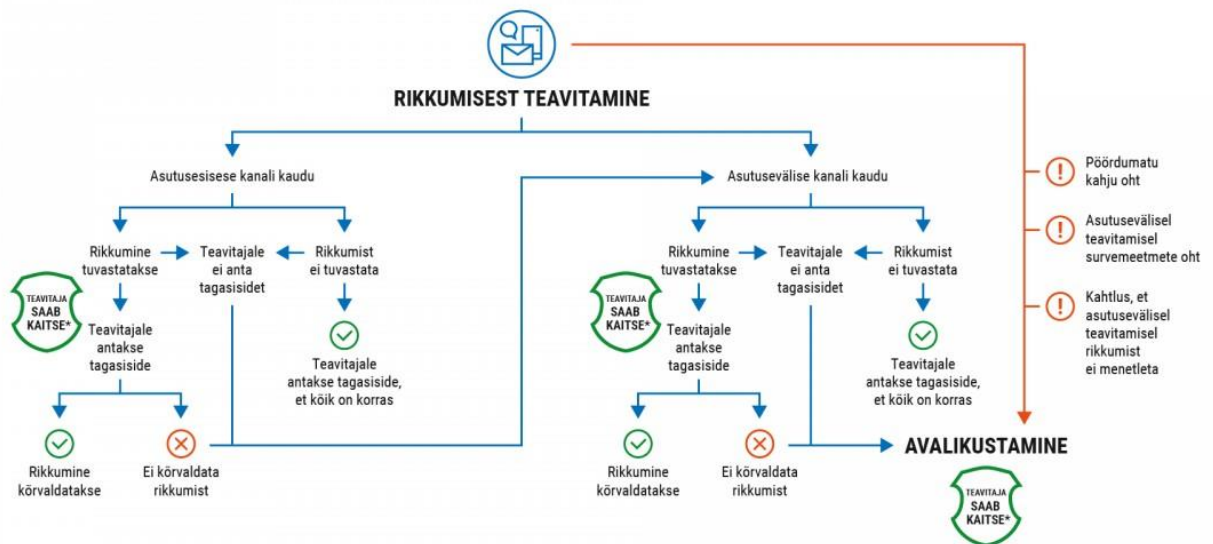 RIKKUMISEST TEAVITAMINE
Asutusesisese kanali kaudu
Rikkumine
tuvastatakse
Teavitajale
ei anta
tagasisidet
Rikkumist
ei tuvastata
TEAVITAJA
SAAB
KAITSE*
Teavitajale
antakse
tagasiside
Teavitajale
antakse tagasiside,
et kõik on korras
Rikkumine
kõrvaldatakse
Ei kõrvaldata
rikkumist
Asutusevälise kanali kaudu
Rikkumine
tuvastatakse
Teavitajale
ei anta
tagasisidet
Rikkumist
ei tuvastata
TEAVITAJA
SAAB
KAITSE*
Teavitajale
antakse
tagasiside
Teavitajale
antakse tagasiside,
et kõik on korras
Rikkumine
kõrvaldatakse
Ei kõrvaldata
rikkumist
Pöördumatu
kahju oht
Asutusevälisel
teavitamisel
survemeetmete oht
Kahtlus, et
asutusevälisel
teavitamisel
rikkumist
ei menetleta
AVALIKUSTAMINE
TEAVITAJA
SAAB
KAITSE*